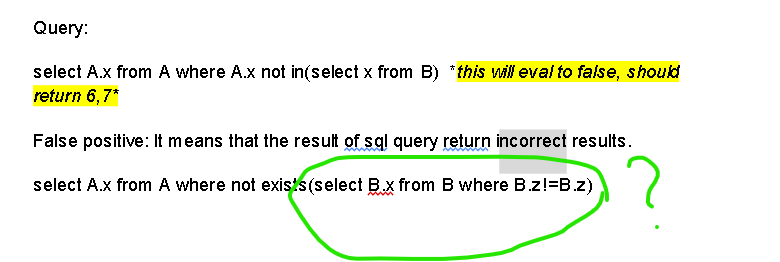 Query:
select A.x from A where A.x not in(select x from B) *this will eval to false, should
return 6,7*
False positive: It means that the result of sql query return incorrect results.
select A.x from A where not exists(select B.x from B where B.z!=B.z)
?